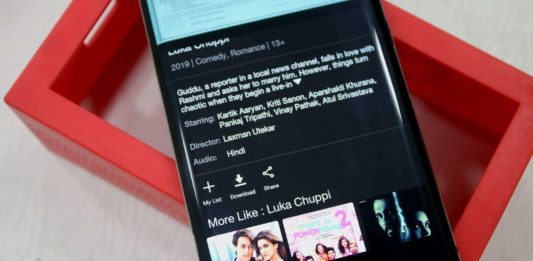 Luka Chuppi
2019 | Comedy, Romance | 13+
Guddu, a reporter in a local news channel, falls in love with
Rashmi and asks her to marry him. However, things turn
chaotic when they begin a live-in
Starring: Kartik Aaryan, Kriti Sanon, Aparshakti Khurana,
Pankaj Tripathi, Vinay Pathak, Atul Srivastava
Director: Laxman Utekar
Audio: Hindi
My List Download Share
More Like : Luka Chuppi
PUNCHNAMA 2